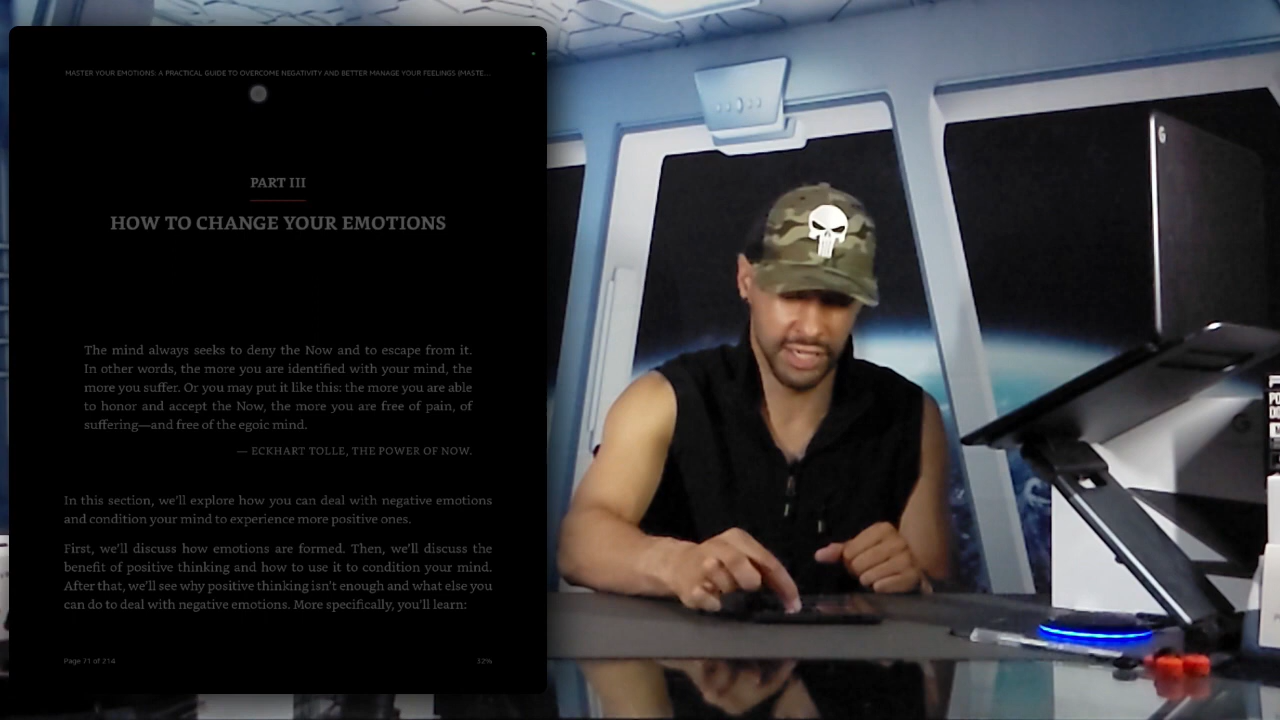 MASTER YOUR EMOTIONS: A PRACTICAL GUIDE TO OVERCOME NEGATIVITY AND BETTER MANAGE YOUR FEELINGS (MASTE...
PART III
HOW TO CHANGE YOUR EMOTIONS
The mind always seeks to deny the Now and to escape from it.
In other words, the more you are identified with your mind, the
more you suffer. Or you may put it like this: the more you are able
to honor and accept the Now, the more you are free of pain, of
suffering—and free of the egoic mind.
— ECKHART TOLLE, THE POWER OF NOW.
In this section, we'll explore how you can deal with negative emotions
and condition your mind to experience more positive ones.
First, we'll discuss how emotions are formed. Then, we'll discuss the
benefit of positive thinking and how to use it to condition your mind.
After that, we'll see why positive thinking isn't enough and what else you
can do to deal with negative emotions. More specifically, you'll learn:
Page 71 of 214
32%
G